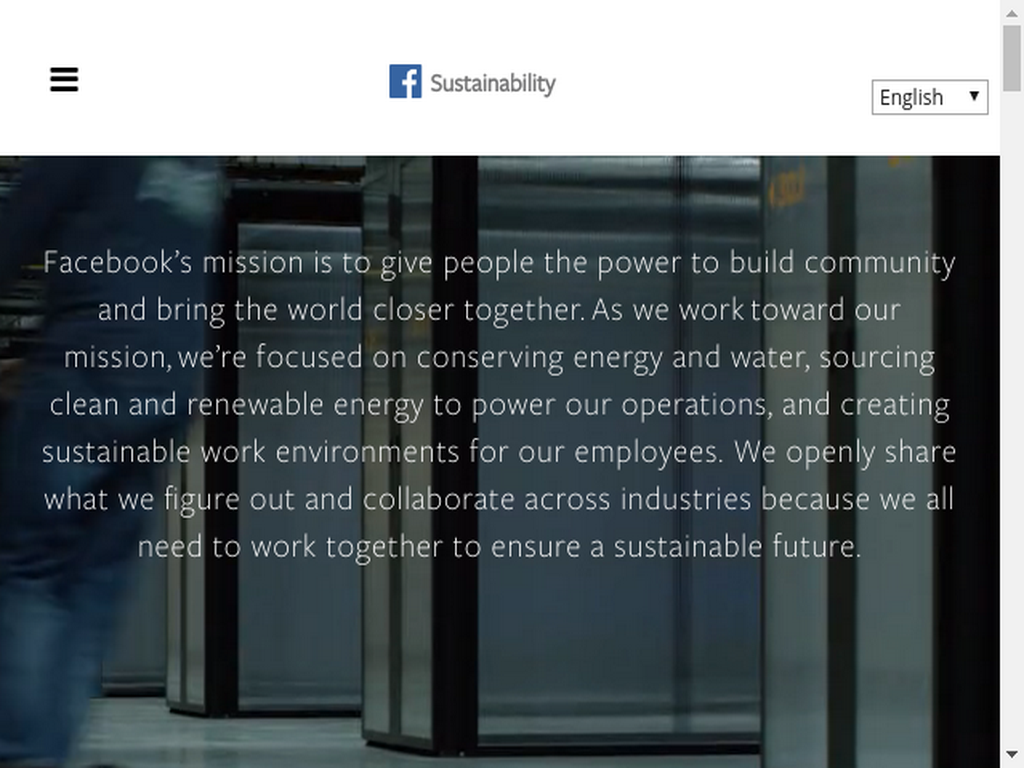 Sustainability
English
Facebook’s mission is to give people the power to build community
and bring the world closer together. As we work toward our
mission, we’re focused on conserving energy and water, sourcing
clean and renewable energy to power our operations, and creating
sustainable work environments for our employees. We openly share
what we figure out and collaborate across industries because we all
need to work together to ensure a sustainable future.